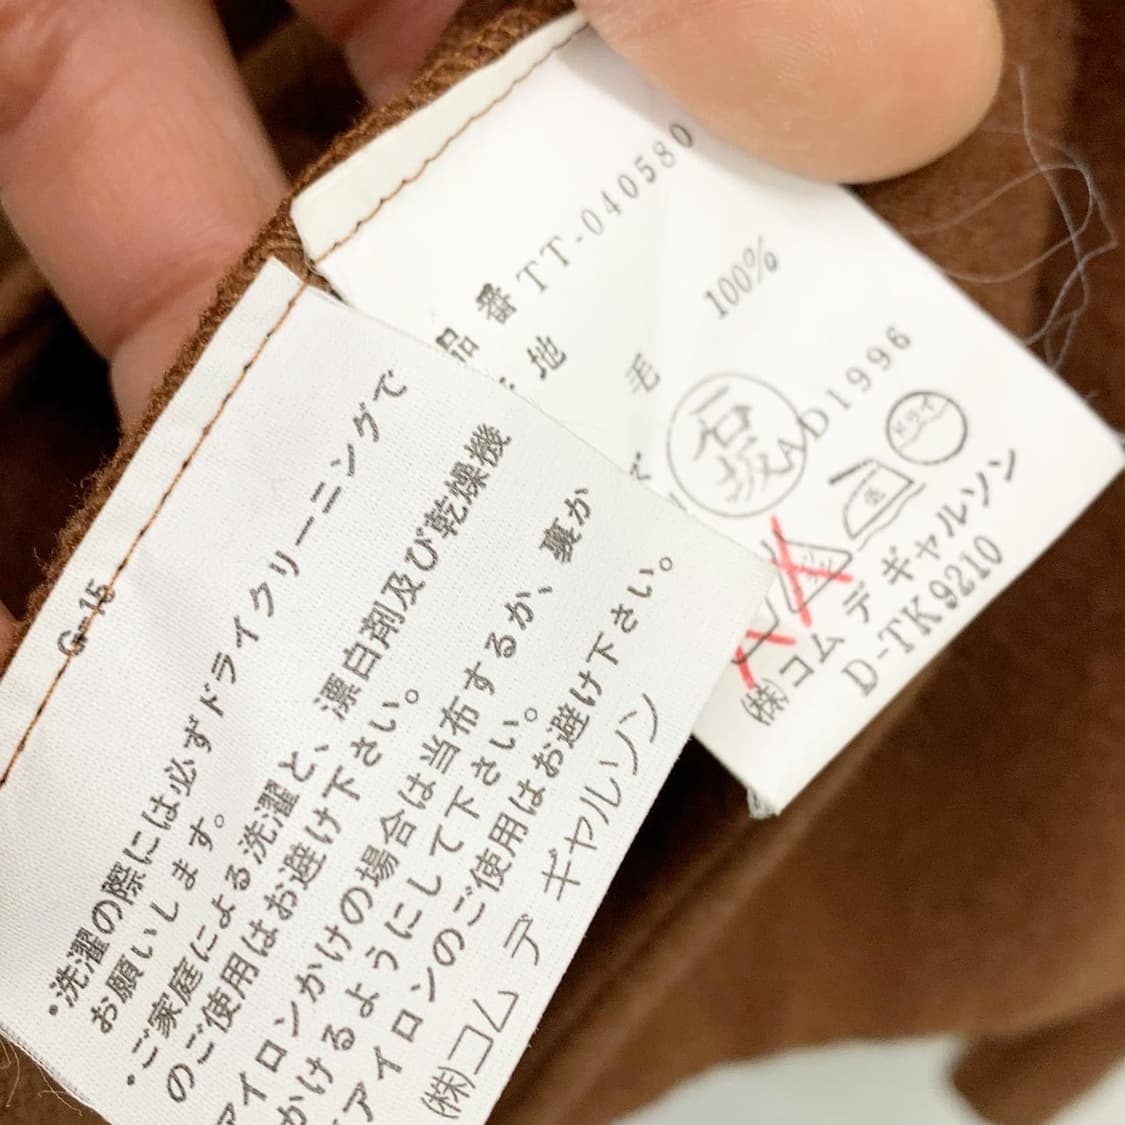 品番 TT-040580
地
毛 100%
石坂
AD1996
ドライ
㈱コム デ ギャルソン
D-TK9210
G-15
・洗濯の際には必ずドライクリーニングで
お願いします。
・ご家庭による洗濯と、漂白剤及び乾燥機
のご使用はお避け下さい。
アイロンかけの場合は当布するか、裏か
かけるようにして下さい。
アイロンのご使用はお避け下さい。
㈱コム デ ギャルソン